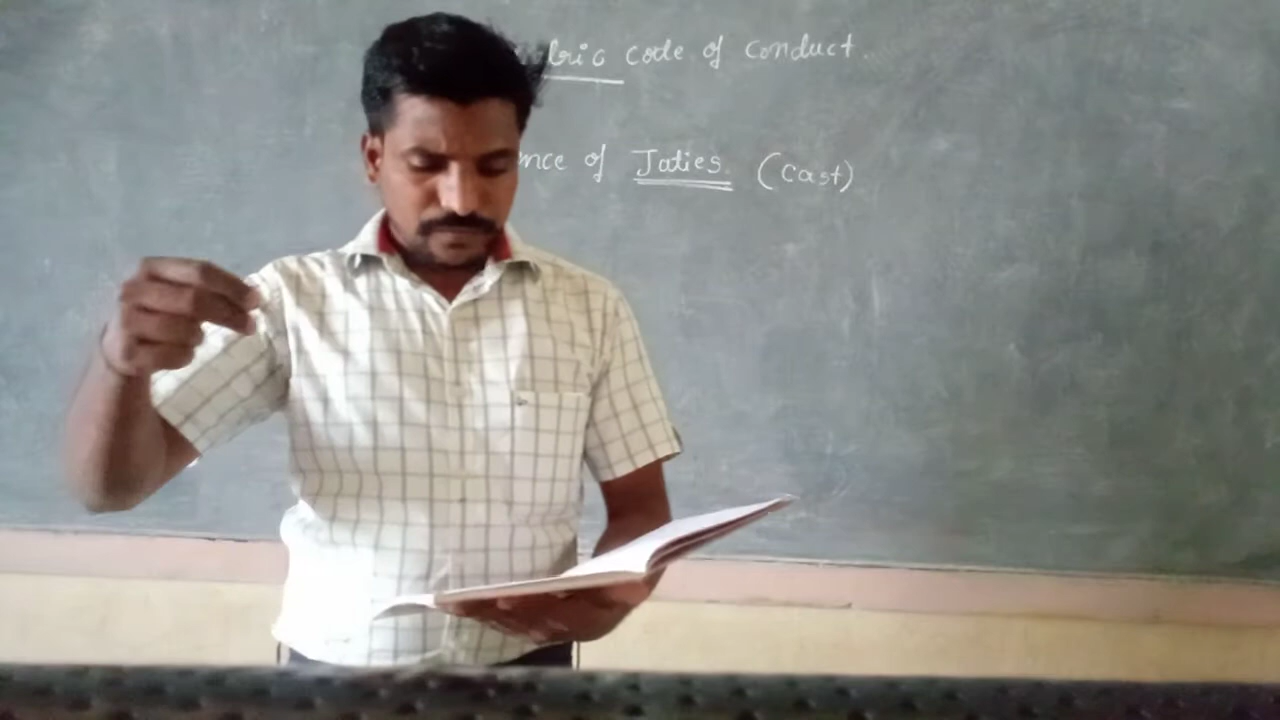 code of conduct.
of Jaties. (cast)